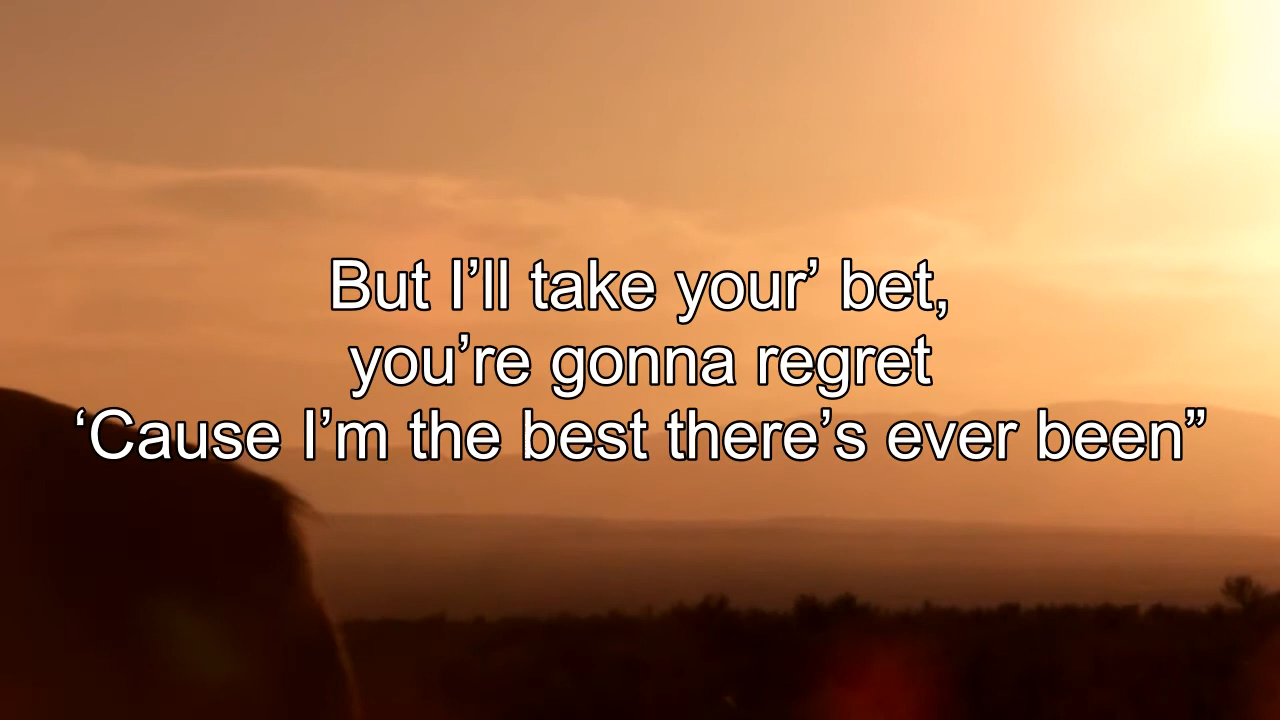 But I’ll take your’ bet,
you’re gonna regret
‘Cause I’m the best there’s ever been”